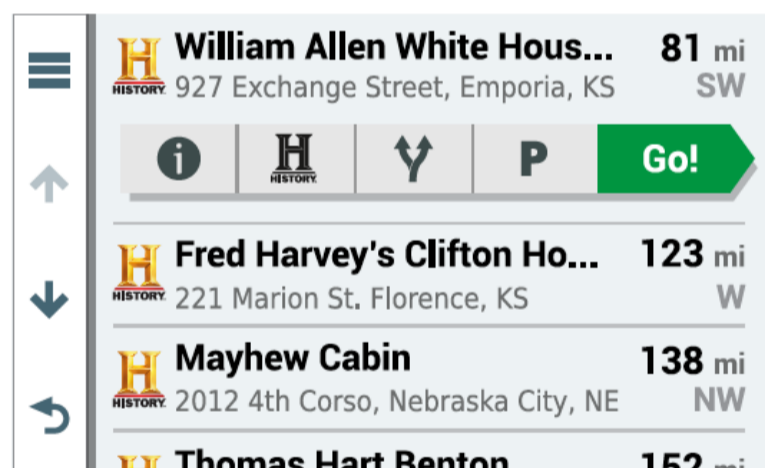 William Allen White Hous... 81 mi
HISTORY. 927 Exchange Street, Emporia, KS SW
i H HISTORY. P Go!
Fred Harvey's Clifton Ho... 123 mi
HISTORY. 221 Marion St. Florence, KS W
Mayhew Cabin 138 mi
HISTORY. 2012 4th Corso, Nebraska City, NE NW
Thomas Hart Benton 152 mi